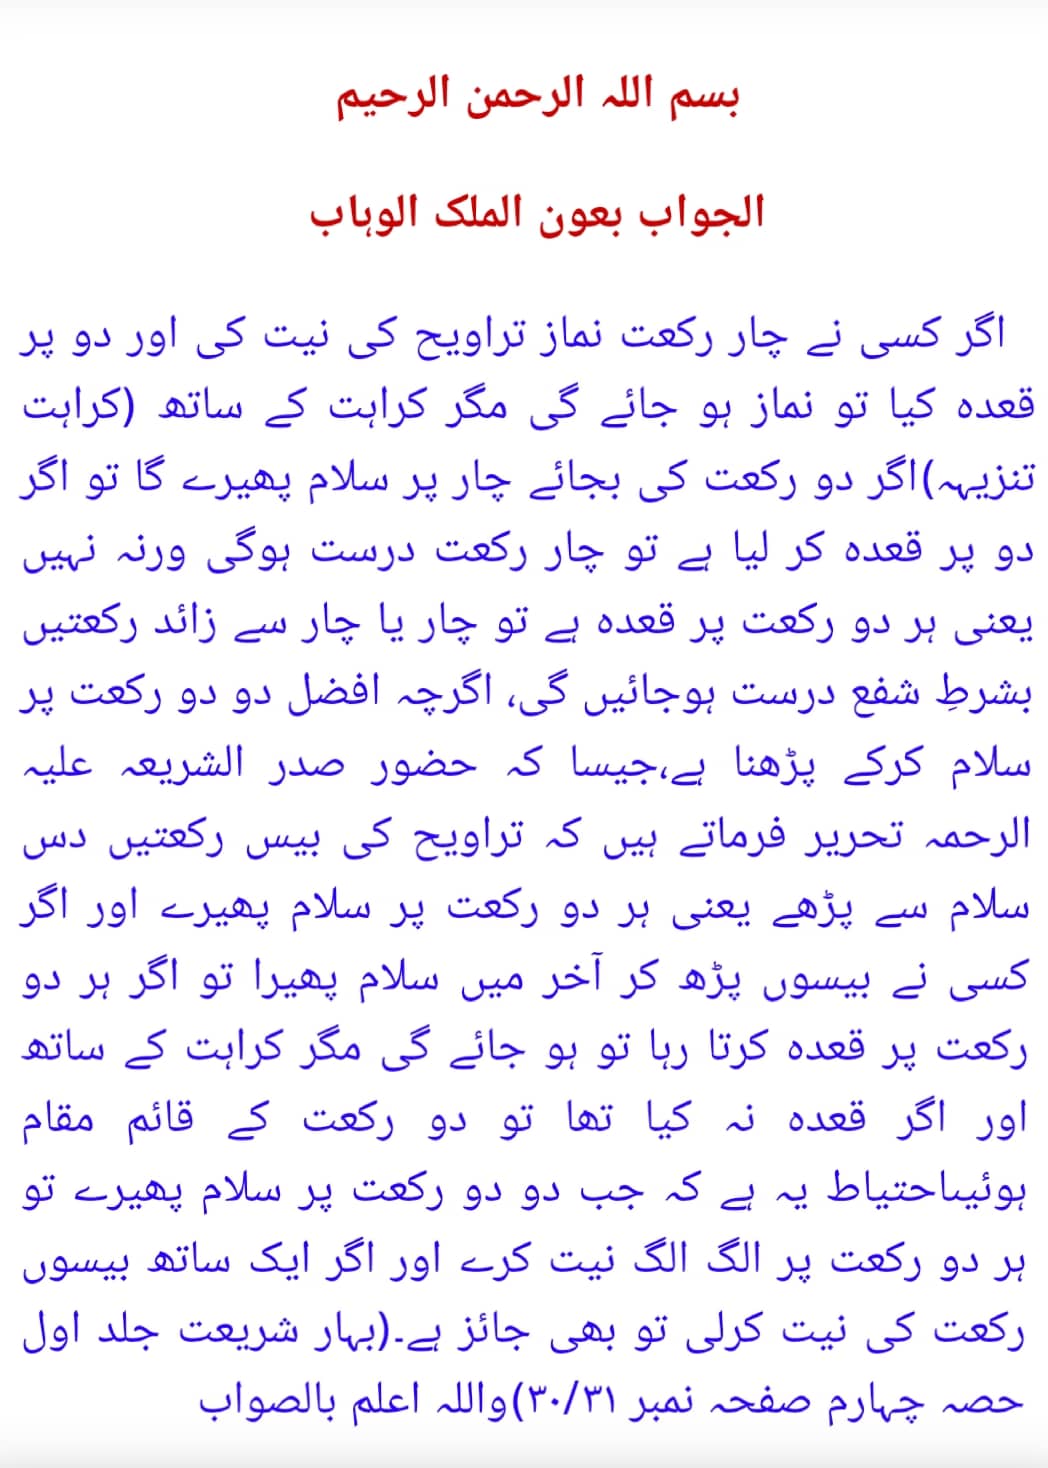 بسم اللہ الرحمن الرحیم
الجواب بعون الملک الوہاب
اگر کسی نے چار رکعت نماز تراویح کی نیت کی اور دو پر
قعدہ کیا تو نماز ہو جائے گی مگر کراہت کے ساتھ (کراہت
تنزیہہ)اگر دو رکعت کی بجائے چار پر سلام پھیرے گا تو اگر
دو پر قعدہ کر لیا ہے تو چار رکعت درست ہوگی ورنہ نہیں
یعنی ہر دو رکعت پر قعدہ ہے تو چار یا چار سے زائد رکعتیں
بشرطِ شفع درست ہوجائیں گی، اگرچہ افضل دو دو رکعت پر
سلام کرکے پڑھنا ہے،جیسا کہ حضور صدر الشریعہ علیہ
الرحمہ تحریر فرماتے ہیں کہ تراویح کی بیس رکعتیں دس
سلام سے پڑھے یعنی ہر دو رکعت پر سلام پھیرے اور اگر
کسی نے بیسوں پڑھ کر آخر میں سلام پھیرا تو اگر ہر دو
رکعت پر قعدہ کرتا رہا تو ہو جائے گی مگر کراہت کے ساتھ
اور اگر قعدہ نہ کیا تھا تو دو رکعت کے قائم مقام
ہوئیںاحتیاط یہ ہے کہ جب دو دو رکعت پر سلام پھیرے تو
ہر دو رکعت پر الگ الگ نیت کرے اور اگر ایک ساتھ بیسوں
رکعت کی نیت کرلی تو بھی جائز ہے۔(بہار شریعت جلد اول
حصہ چہارم صفحہ نمبر ۳۰/۳۱)واللہ اعلم بالصواب